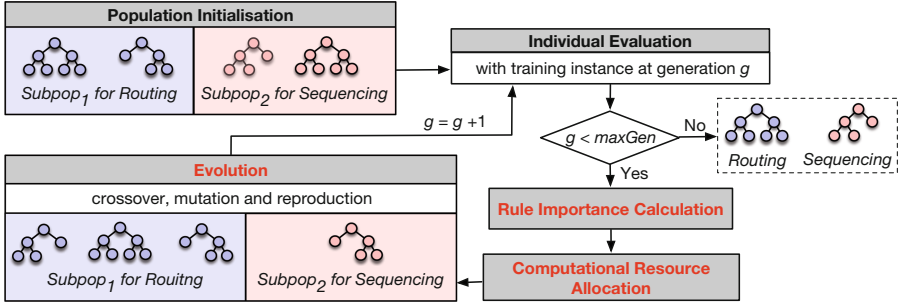 Population Initialisation
Subpop1 for Routing
Subpop2 for Sequencing
Individual Evaluation
with training instance at generation g
g = g +1
g < maxGen
No
Yes
Routing
Sequencing
Rule Importance Calculation
Computational Resource
Allocation
Evolution
crossover, mutation and reproduction
Subpop1 for Rouitng
Subpop2 for Sequencing